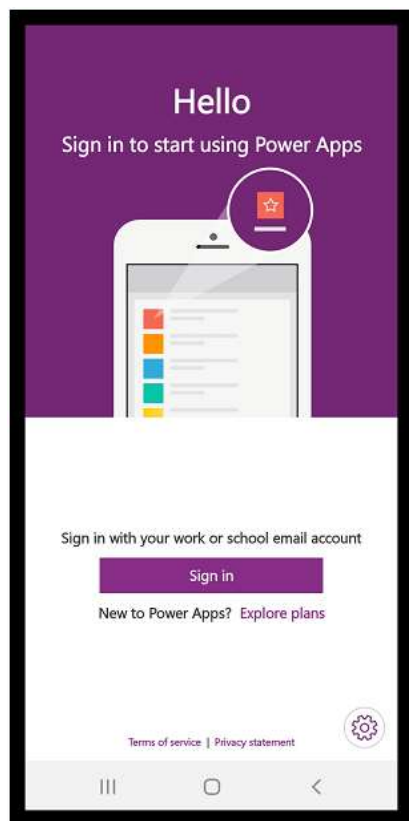 Hello
Sign in to start using Power Apps
Sign in with your work or school email account
Sign in
New to Power Apps? Explore plans
Terms of service | Privacy statement